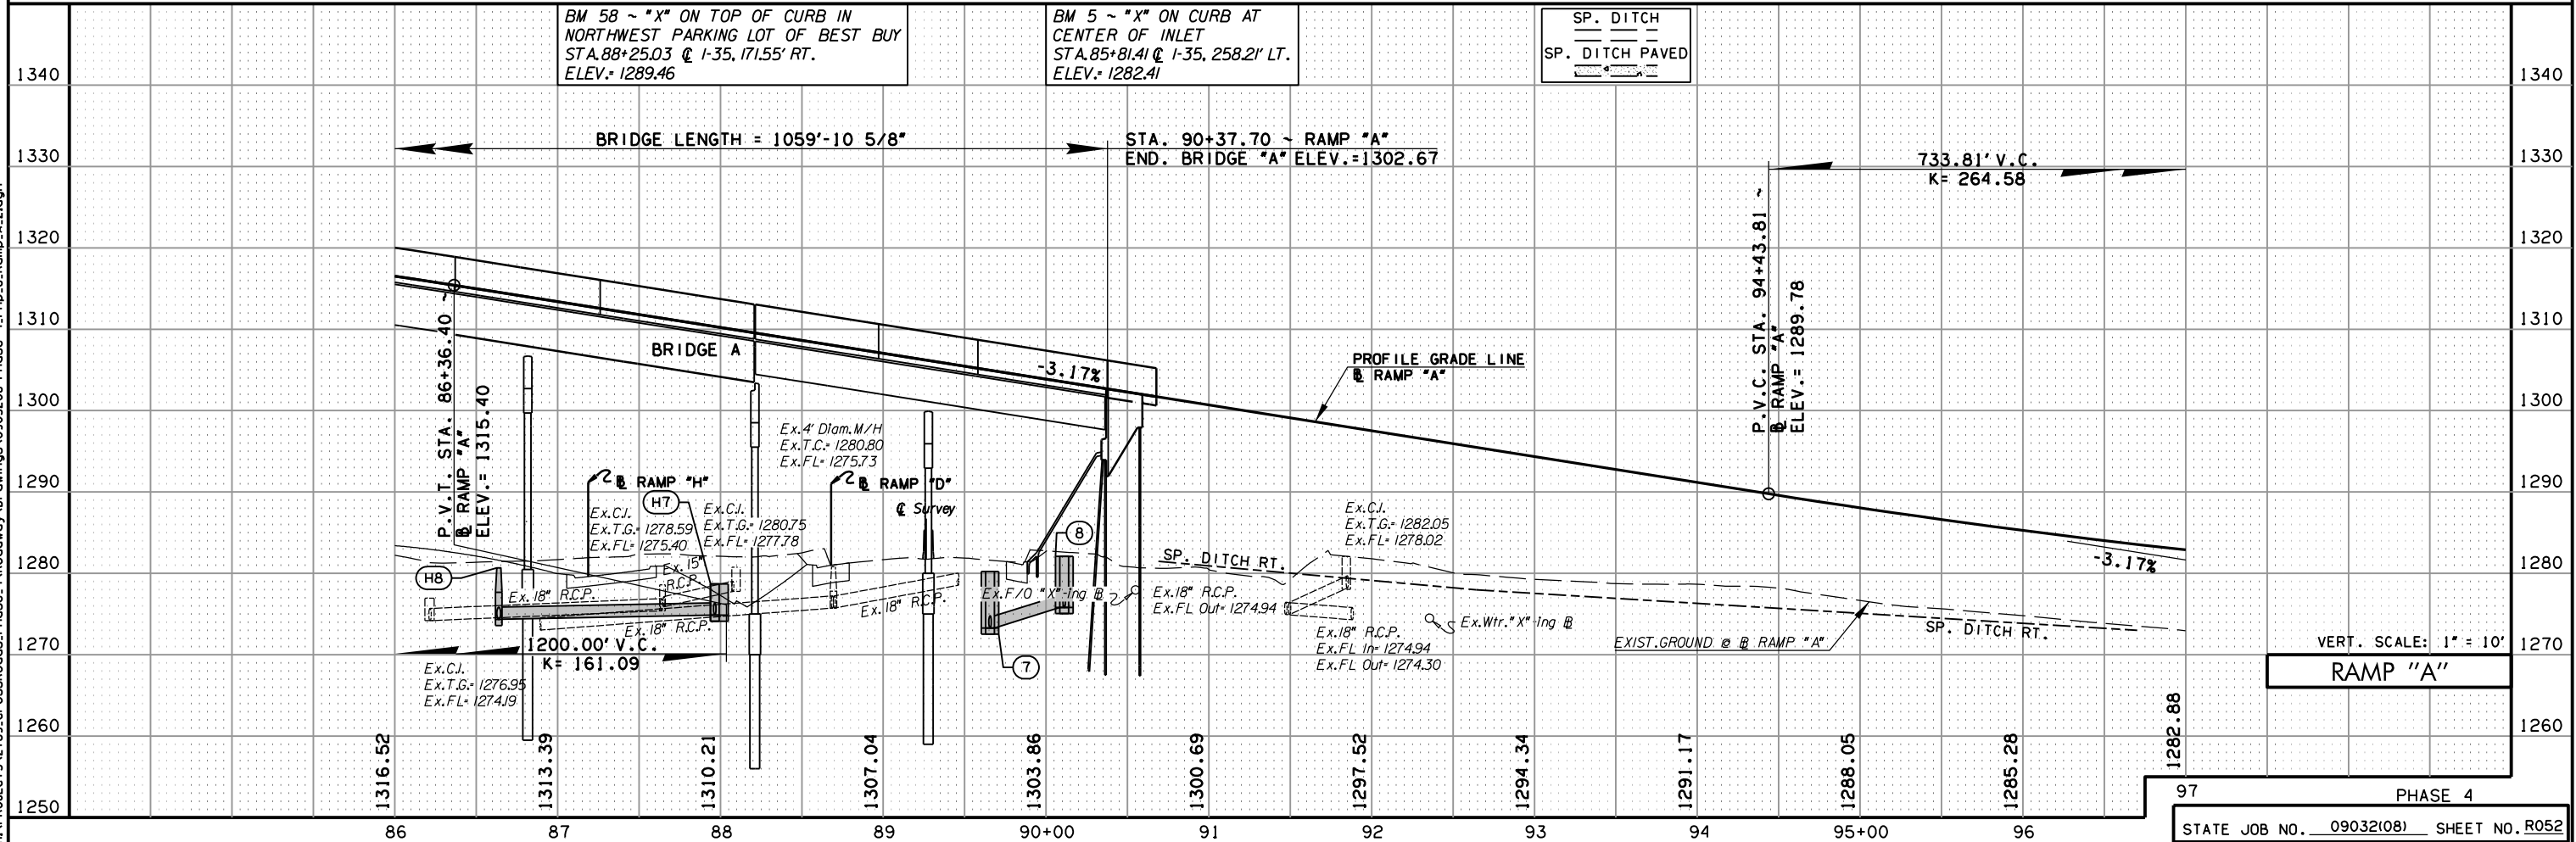 BM 58 ~ "X" ON TOP OF CURB IN
NORTHWEST PARKING LOT OF BEST BUY
STA.88+25.03 ℄ I-35, 171.55' RT.
ELEV.= 1289.46
BM 5 ~ "X" ON CURB AT
CENTER OF INLET
STA.85+81.41 ℄ I-35, 258.21' LT.
ELEV.= 1282.41
SP. DITCH
SP. DITCH PAVED
1340
1340
BRIDGE LENGTH = 1059'-10 5/8"
STA. 90+37.70 ~ RAMP "A"
END. BRIDGE "A" ELEV.=1302.67
733.81' V.C.
K= 264.58
1330
1330
1320
1320
P.V.T. STA. 86+36.40 ~
B RAMP "A"
ELEV.= 1315.40
P.V.C. STA. 94+43.81 ~
B RAMP "A"
ELEV.= 1289.78
1310
1310
BRIDGE A
-3.17%
PROFILE GRADE LINE
B RAMP "A"
1300
1300
Ex.4' Diam.M/H
Ex.T.C.= 1280.80
Ex.FL= 1275.73
1290
1290
B RAMP "H"
H7
B RAMP "D"
℄ Survey
Ex.C.I.
Ex.T.G.= 1278.59
Ex.FL= 1275.40
Ex.C.I.
Ex.T.G.= 1280.75
Ex.FL= 1277.78
Ex.C.I.
Ex.T.G.= 1282.05
Ex.FL= 1278.02
8
SP. DITCH RT.
1280
1280
H8
Ex. 15"
R.C.P.
Ex. 18" R.C.P.
Ex. 18" R.C.P.
Ex. 18" R.C.P.
Ex.F/O "X"-ing B
Ex.18" R.C.P.
Ex.FL Out= 1274.94
-3.17%
Ex.Wtr."X"-ing B
SP. DITCH RT.
Ex.18" R.C.P.
Ex.FL In= 1274.94
Ex.FL Out= 1274.30
EXIST.GROUND @ B RAMP "A"
1270
1270
1200.00' V.C.
K= 161.09
7
VERT. SCALE: 1" = 10'
RAMP "A"
Ex.C.I.
Ex.T.G.= 1276.95
Ex.FL= 1274.19
1260
1260
1316.52
1313.39
1310.21
1307.04
1303.86
1300.69
1297.52
1294.34
1291.17
1288.05
1285.28
1282.88
1250
97
PHASE 4
86
87
88
89
90+00
91
92
93
94
95+00
96
STATE JOB NO. 09032(08) SHEET NO. R052